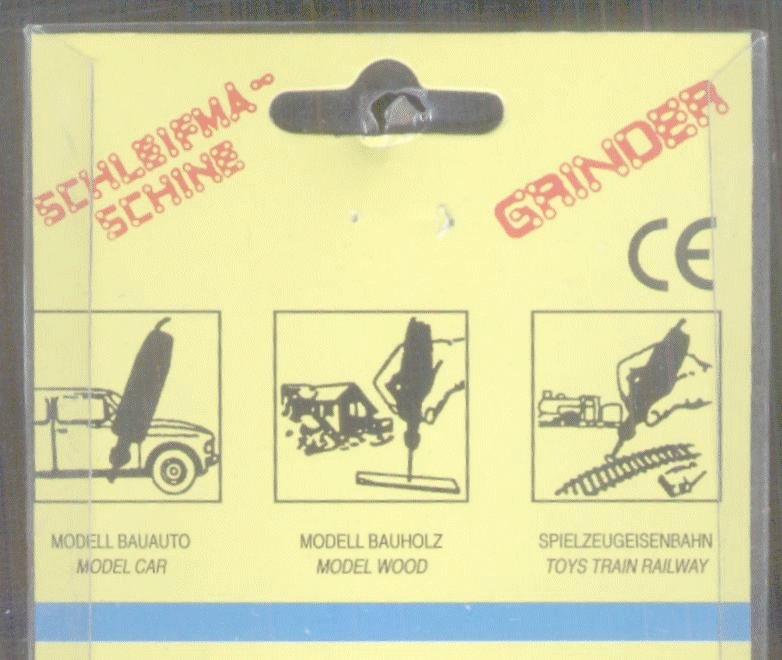 SCHLEIFMA-
SCHINE
GRINDER
CE
MODELL BAUAUTO
MODEL CAR
MODELL BAUHOLZ
MODEL WOOD
SPIELZEUGEISENBAHN
TOYS TRAIN RAILWAY